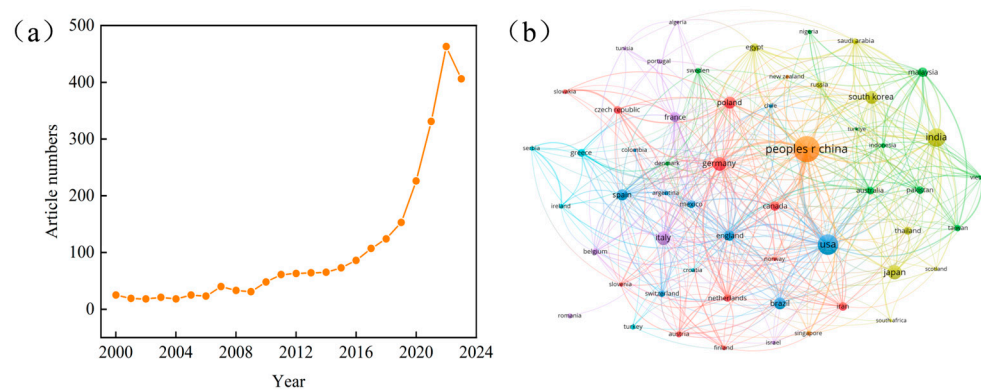 (a)
500
400
300
200
100
0
Article numbers
2000
2004
2008
2012
2016
2020
2024
Year
(b)
algeria
nigeria
tunisia
egypt
saudi arabia
portugal
sweden
malaysia
new zealand
russia
slovakia
poland
south korea
czech republic
chile
france
turkiye
india
serbia
greece
colombia
peoples r china
indonesia
denmark
germany
spain
argentina
australia
pakistan
ireland
mexico
canada
italy
england
thailand
taiwan
usa
belgium
norway
croatia
japan
scotland
slovenia
switzerland
netherlands
brazil
iran
romania
turkey
austria
singapore
south africa
israel
finland